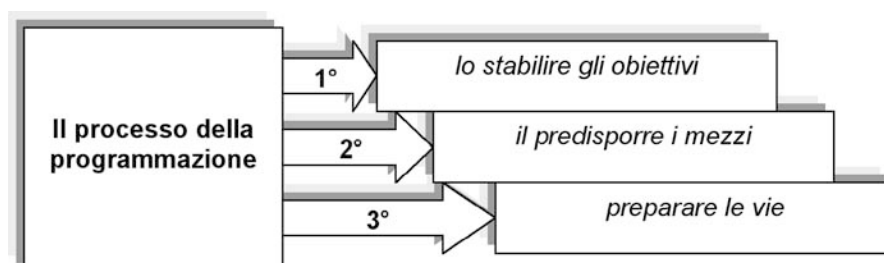 Il processo della
programmazione
1°
lo stabilire gli obiettivi
2°
il predisporre i mezzi
3°
preparare le vie